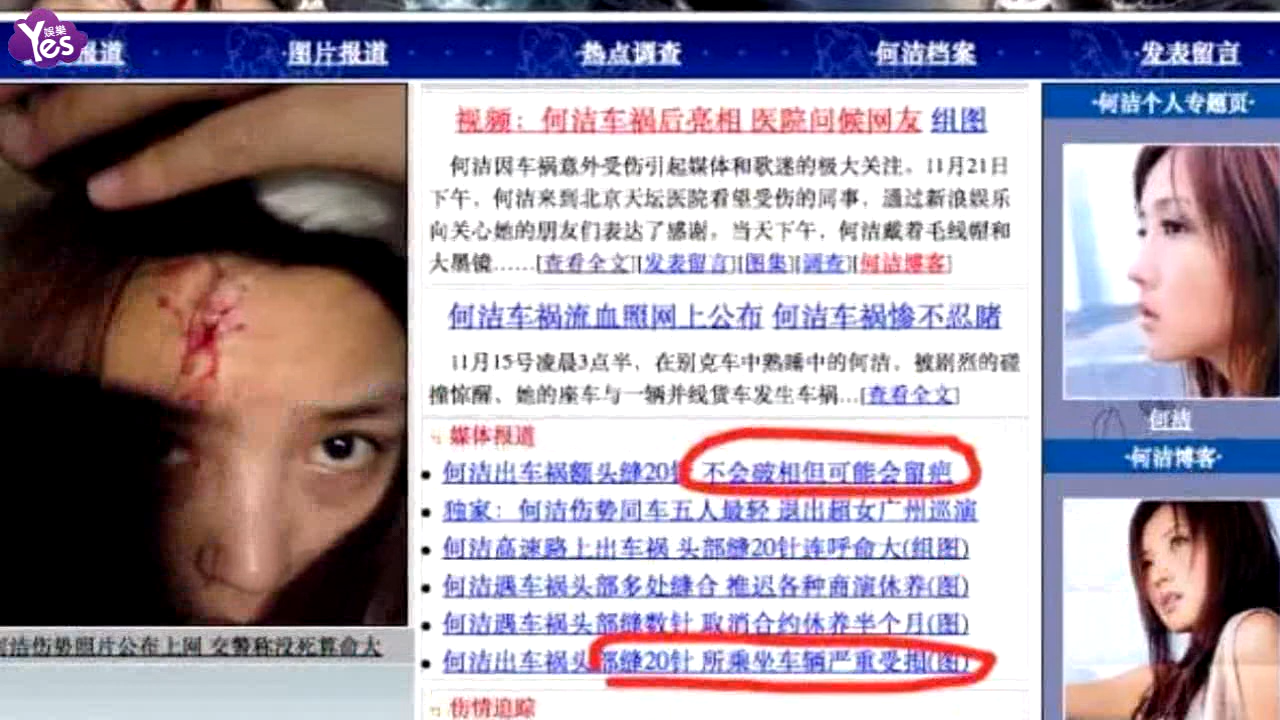 Yes娱樂
报道
图片报道
热点调查
何洁档案
发表留言
视频：何洁车祸后亮相 医院问候网友 组图
何洁因车祸意外受伤引起媒体和歌迷的极大关注。11月21日
下午，何洁来到北京天坛医院看望受伤的同事，通过新浪娱乐
向关心她的朋友们表达了感谢。当天下午，何洁戴着毛线帽和
大黑镜……[查看全文][发表留言][图集][调查][何洁博客]
何洁车祸流血照网上公布 何洁车祸惨不忍睹
11月15号凌晨3点半，在别克车中熟睡中的何洁，被剧烈的碰
撞惊醒，她的座车与一辆并线货车发生车祸...[查看全文]
媒体报道
何洁出车祸额头缝20针 不会破相但可能会留疤
独家：何洁伤势同车五人最轻 退出超女广州巡演
何洁高速路上出车祸 头部缝20针连呼命大(组图)
何洁遇车祸头部多处缝合 推迟各种商演休养(图)
何洁遇车祸头部缝数针 取消合约休养半个月(图)
何洁出车祸头部缝20针 所乘坐车辆严重受损(图)
伤情追踪
何洁伤势照片公布上网 交警称没死算命大
·何洁个人专题页·
何洁
·何洁博客·